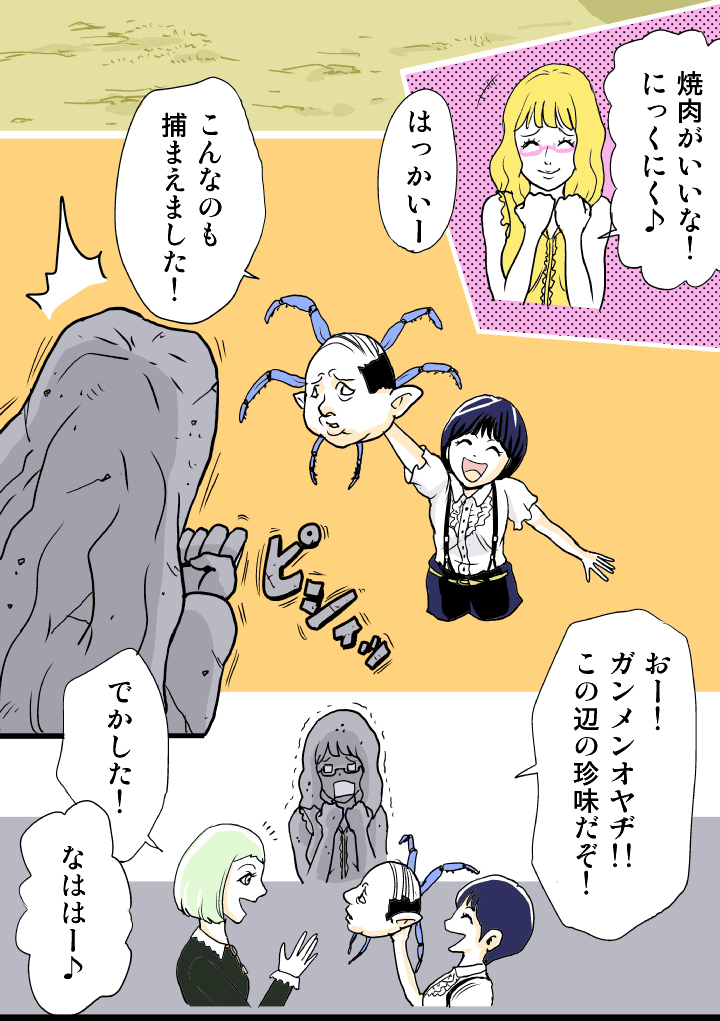 焼肉がいいな！
にっくにく♪
はっかいー
こんなのも
捕まえました！
ピシィッ
おー！
ガンメンオヤヂ!!
この辺の珍味だぞ！
でかした！
なははー♪